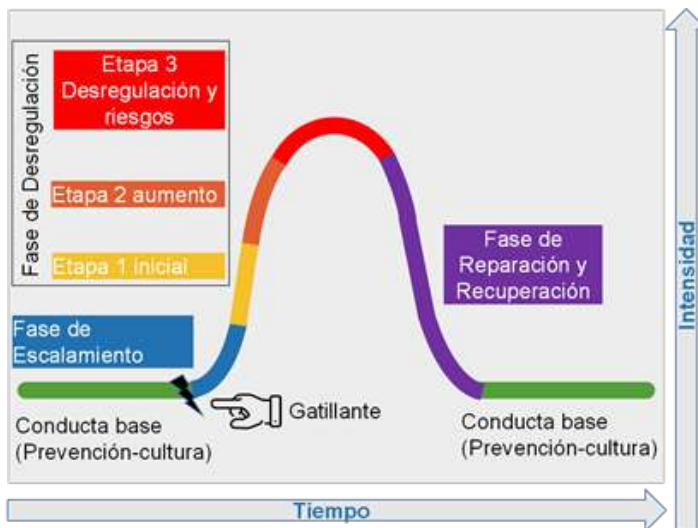 Fase de Desregulación
Etapa 3
Desregulación y
riesgos
Etapa 2 aumento
Etapa 1 inicial
Fase de
Escalamiento
Gatillante
Conducta base
(Prevención-cultura)
Fase de
Reparación y
Recuperación
Conducta base
(Prevención-cultura)
Intensidad
Tiempo